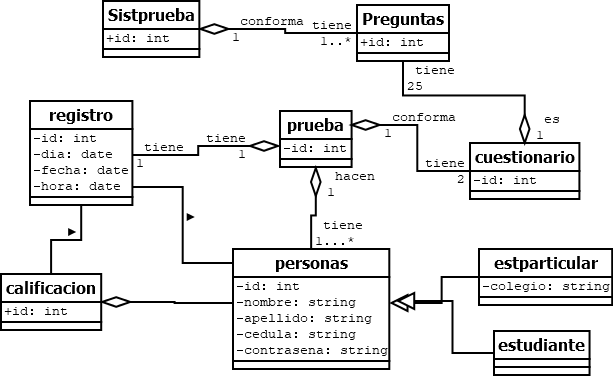 Sistprueba
+id: int
conforma
1
tiene
1..*
Preguntas
+id: int
tiene
25
registro
-id: int
-dia: date
-fecha: date
-hora: date
tiene
1
tiene
1
prueba
-id: int
conforma
1
tiene
2
es
1
cuestionario
-id: int
hacen
1
tiene
1...*
calificacion
+id: int
personas
-id: int
-nombre: string
-apellido: string
-cedula: string
-contrasena: string
estparticular
-colegio: string
estudiante